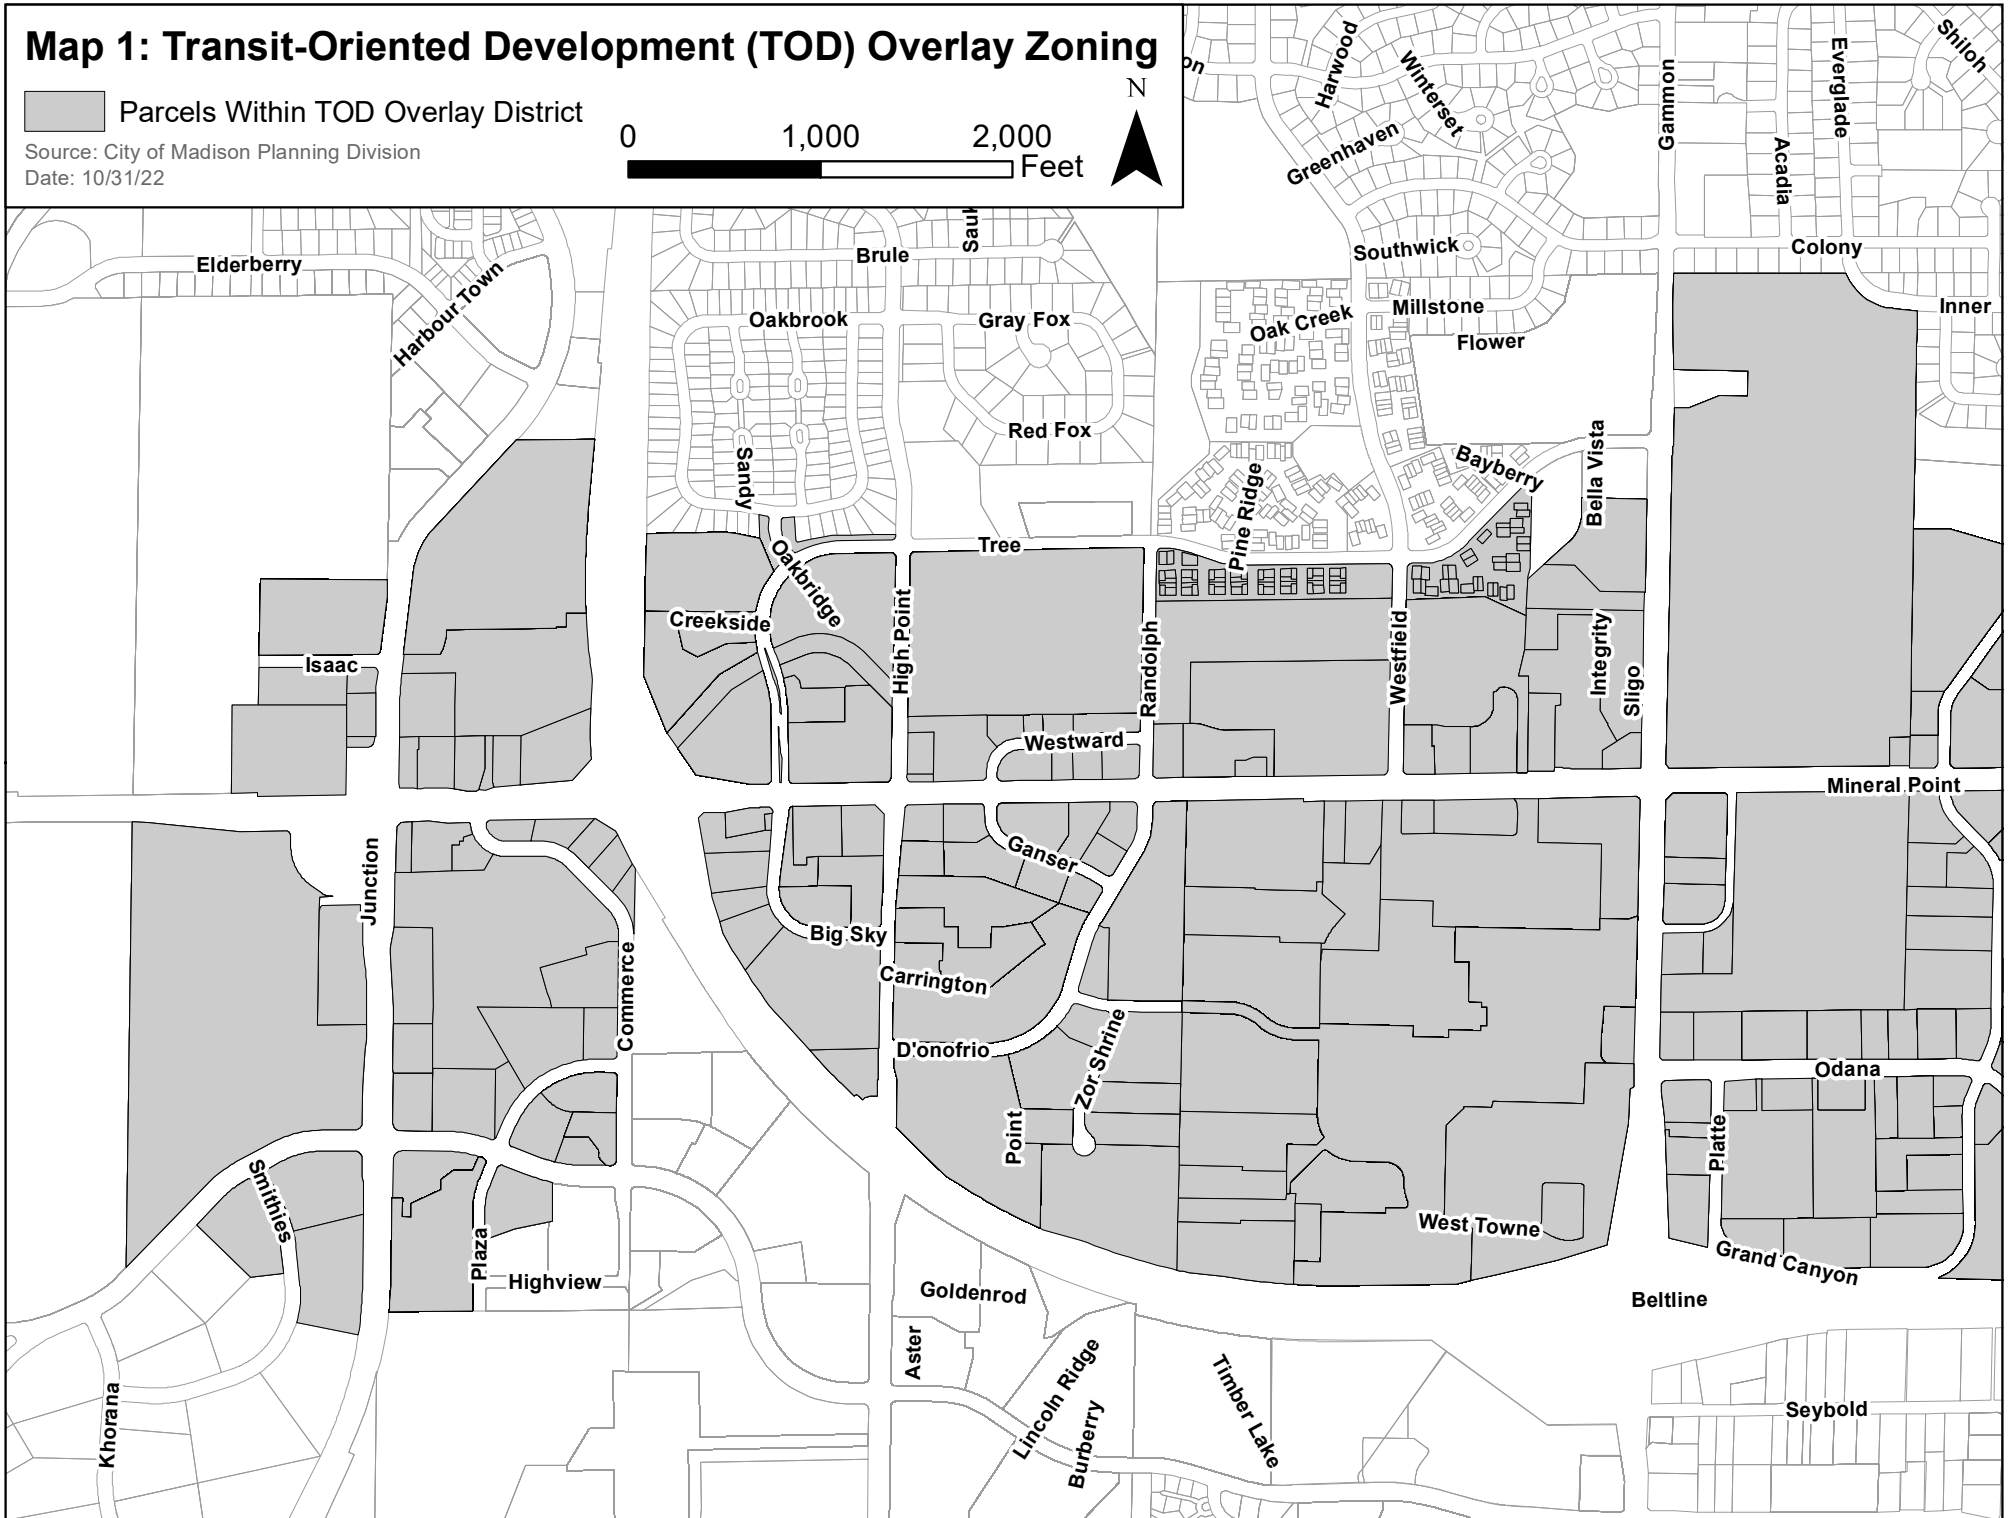 Map 1: Transit-Oriented Development (TOD) Overlay Zoning
Parcels Within TOD Overlay District
Source: City of Madison Planning Division
Date: 10/31/22
0 1,000 2,000
Feet
N
on
Harwood
Winterset
Greenhaven
Gammon
Everglade
Shiloh
Acadia
Elderberry
Harbour Town
Brule
Sauk
Southwick
Colony
Oakbrook
Gray Fox
Oak Creek
Millstone
Flower
Inner
Red Fox
Sandy
Pine Ridge
Bayberry
Bella Vista
Tree
Oakbridge
Creekside
High Point
Isaac
Randolph
Westfield
Integrity
Sligo
Westward
Mineral Point
Junction
Ganser
Big Sky
Carrington
Commerce
D'onofrio
Zor Shrine
Odana
Point
Platte
Smithies
Plaza
Highview
West Towne
Grand Canyon
Goldenrod
Beltline
Aster
Lincoln Ridge
Timber Lake
Khorana
Burberry
Seybold